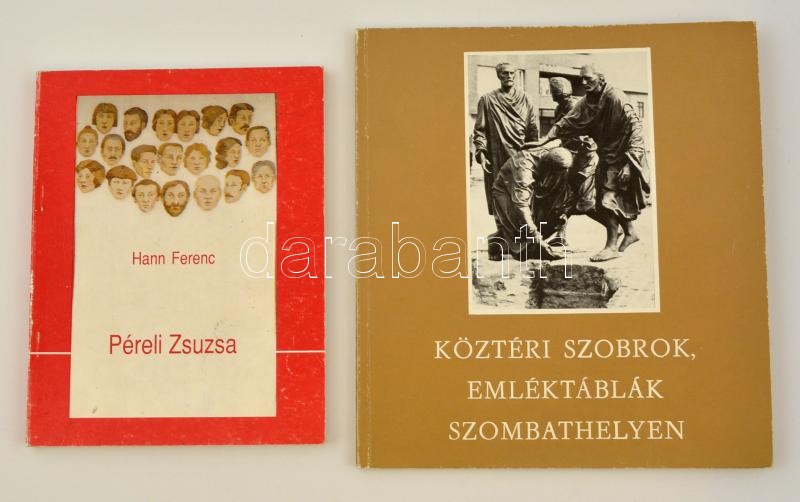 Hann Ferenc
Péreli Zsuzsa
KÖZTÉRI SZOBROK,
EMLÉKTÁBLÁK
SZOMBATHELYEN
darabanth